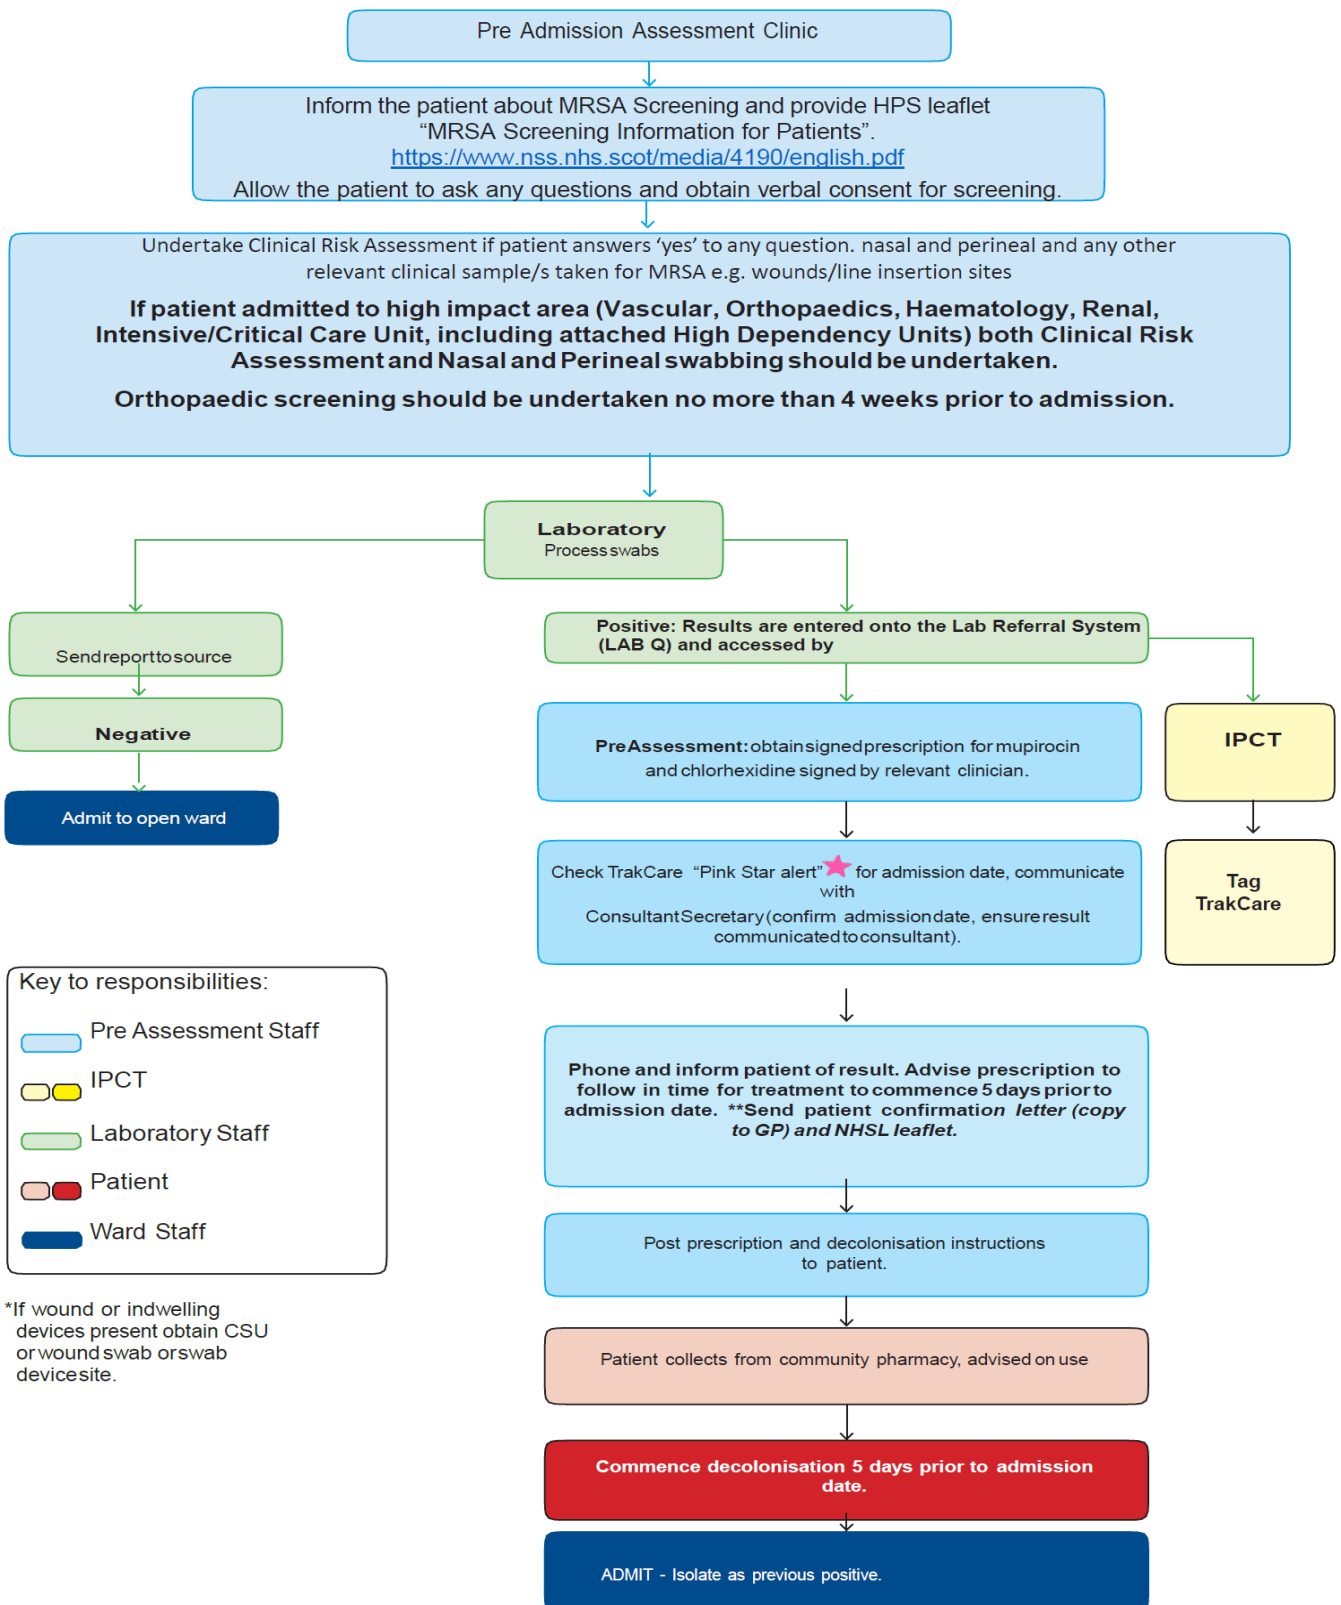 Pre Admission Assessment Clinic
Inform the patient about MRSA Screening and provide HPS leaflet
“MRSA Screening Information for Patients”.
https://www.nss.nhs.scot/media/4190/english.pdf
Allow the patient to ask any questions and obtain verbal consent for screening.
Undertake Clinical Risk Assessment if patient answers ‘yes’ to any question. nasal and perineal and any other
relevant clinical sample/s taken for MRSA e.g. wounds/line insertion sites
If patient admitted to high impact area (Vascular, Orthopaedics, Haematology, Renal,
Intensive/Critical Care Unit, including attached High Dependency Units) both Clinical Risk
Assessment and Nasal and Perineal swabbing should be undertaken.
Orthopaedic screening should be undertaken no more than 4 weeks prior to admission.
Laboratory
Process swabs
Send report to source
Negative
Admit to open ward
Positive: Results are entered onto the Lab Referral System
(LAB Q) and accessed by
Pre Assessment: obtain signed prescription for mupirocin
and chlorhexidine signed by relevant clinician.
IPCT
Check TrakCare “Pink Star alert” for admission date, communicate
with
Consultant Secretary (confirm admission date, ensure result
communicated to consultant).
Tag
TrakCare
Phone and inform patient of result. Advise prescription to
follow in time for treatment to commence 5 days prior to
admission date. **Send patient confirmation letter (copy
to GP) and NHSL leaflet.
Post prescription and decolonisation instructions
to patient.
Patient collects from community pharmacy, advised on use
Commence decolonisation 5 days prior to admission
date.
ADMIT - Isolate as previous positive.
Key to responsibilities:
Pre Assessment Staff
IPCT
Laboratory Staff
Patient
Ward Staff
*If wound or indwelling
devices present obtain CSU
or wound swab or swab
device site.